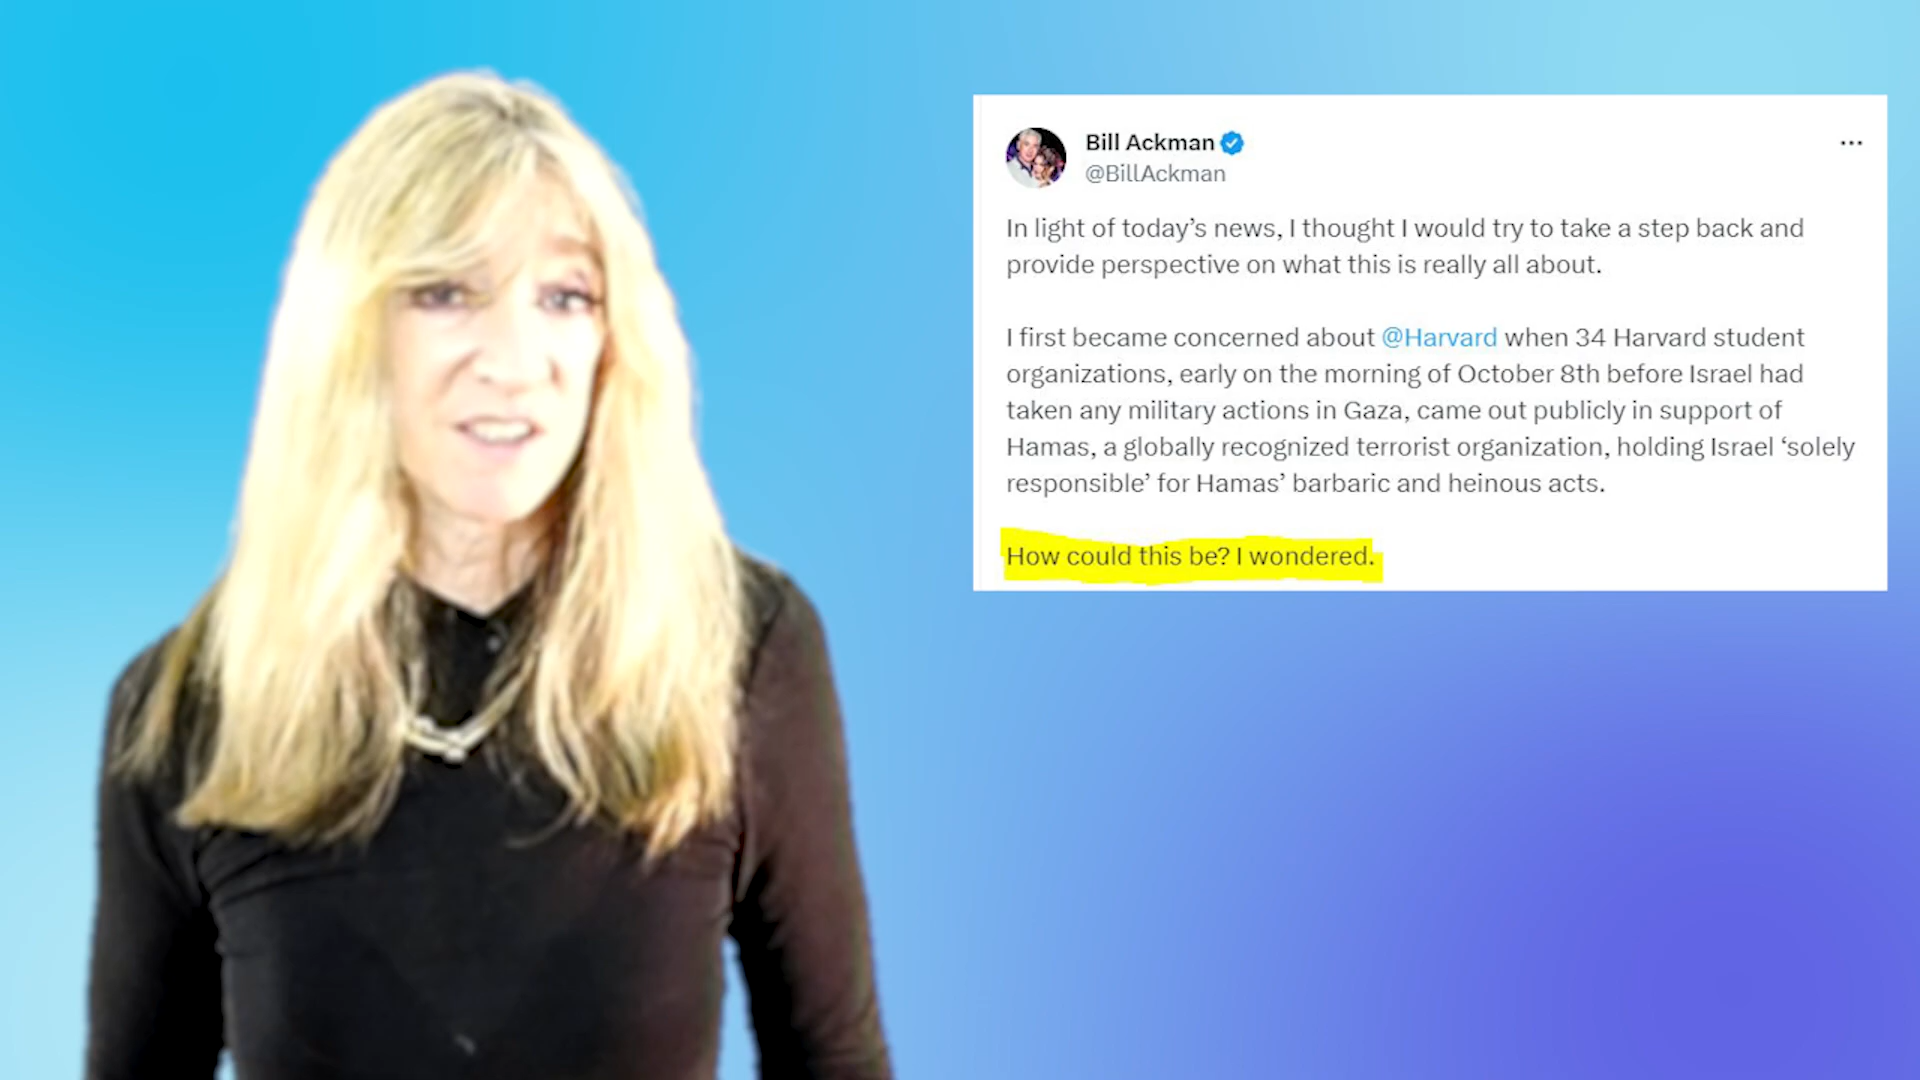 Bill Ackman
@BillAckman
In light of today’s news, I thought I would try to take a step back and
provide perspective on what this is really all about.
I first became concerned about @Harvard when 34 Harvard student
organizations, early on the morning of October 8th before Israel had
taken any military actions in Gaza, came out publicly in support of
Hamas, a globally recognized terrorist organization, holding Israel ‘solely
responsible’ for Hamas’ barbaric and heinous acts.
How could this be? I wondered.